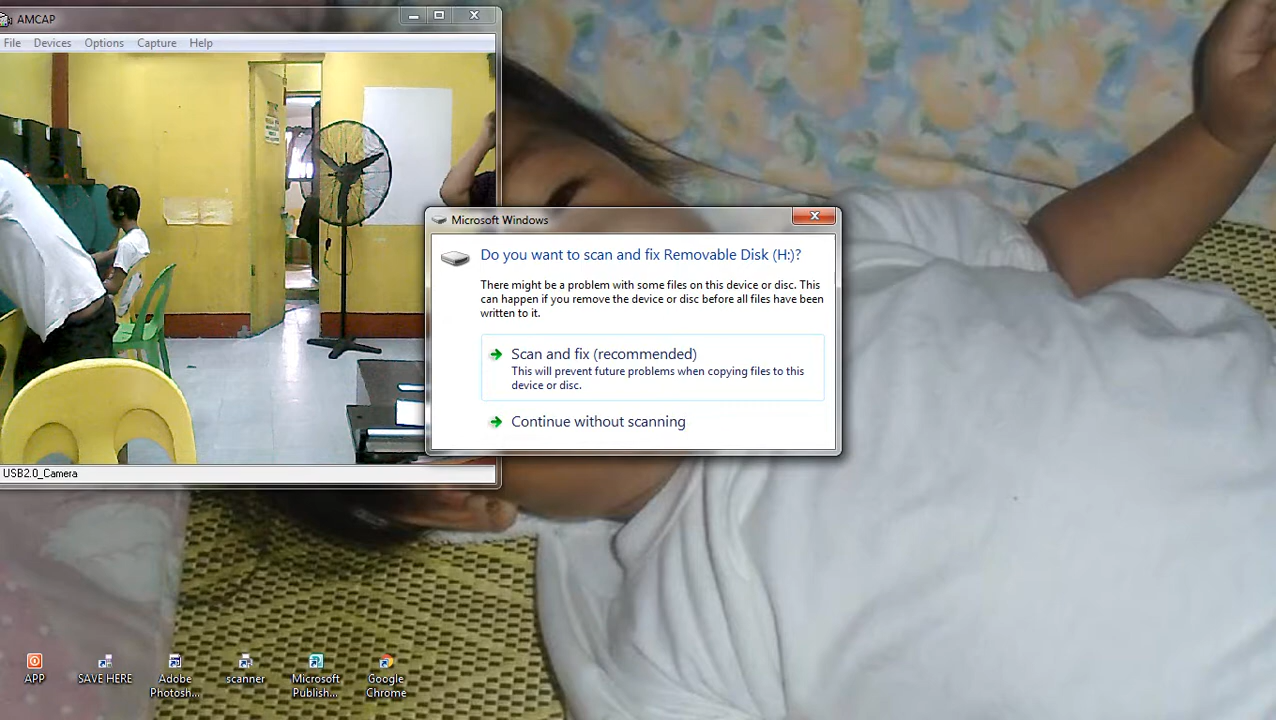 AMCAP
File Devices Options Capture Help
USB2.0_Camera
Microsoft Windows
Do you want to scan and fix Removable Disk (H:)?
There might be a problem with some files on this device or disc. This
can happen if you remove the device or disc before all files have been
written to it.
Scan and fix (recommended)
This will prevent future problems when copying files to this
device or disc.
Continue without scanning
APP
SAVE HERE
Adobe
Photosh...
scanner
Microsoft
Publish...
Google
Chrome